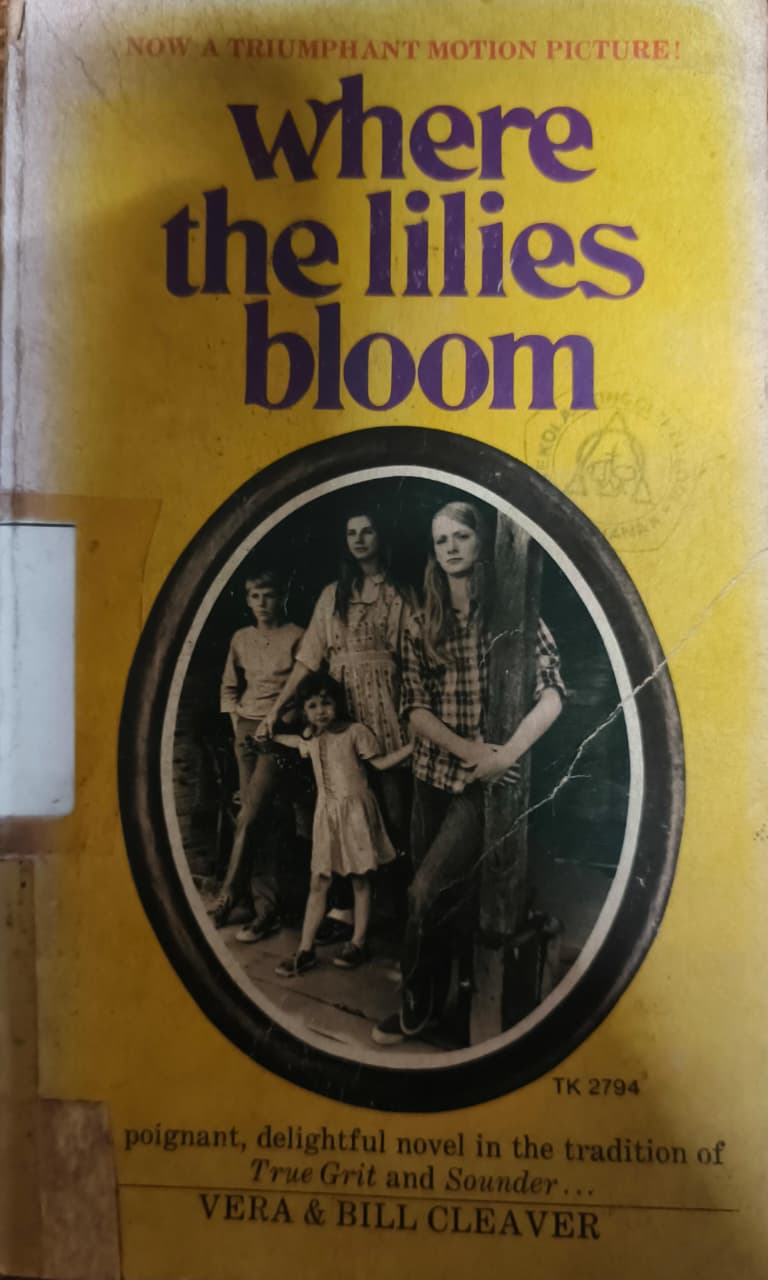 NOW A TRIUMPHANT MOTION PICTURE!
where
the lilies
bloom
TK 2794
poignant, delightful novel in the tradition of
True Grit and Sounder...
VERA & BILL CLEAVER